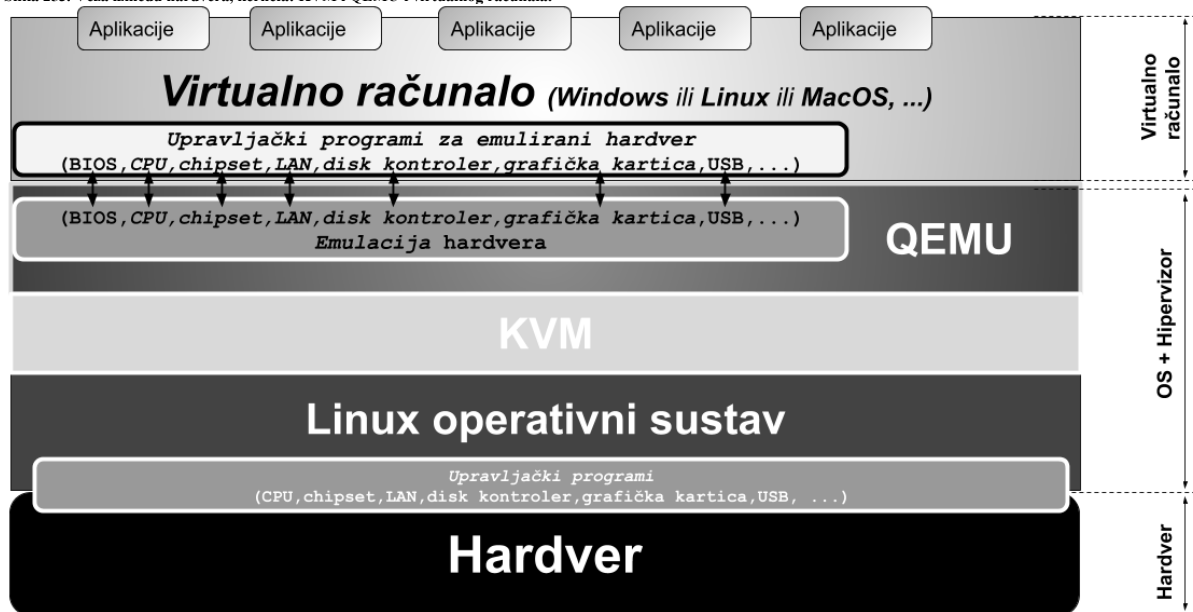 Aplikacije Aplikacije Aplikacije Aplikacije Aplikacije
Virtualno računalo (Windows ili Linux ili MacOS, ...)
Upravljački programi za emulirani hardver
(BIOS,CPU,chipset,LAN,disk kontroler,grafička kartica,USB,...)
(BIOS,CPU,chipset,LAN,disk kontroler,grafička kartica,USB,...)
Emulacija hardvera
QEMU
KVM
Linux operativni sustav
Upravljački programi
(CPU,chipset,LAN,disk kontroler,grafička kartica,USB, ...)
Hardver
Virtualno
računalo
OS + Hipervizor
Hardver